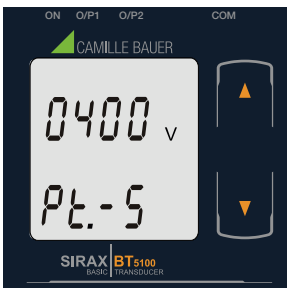 ON O/P1 O/P2 COM
CAMILLE BAUER
0400 V
Pt.-S
SIRAX BT5100
BASIC TRANSDUCER